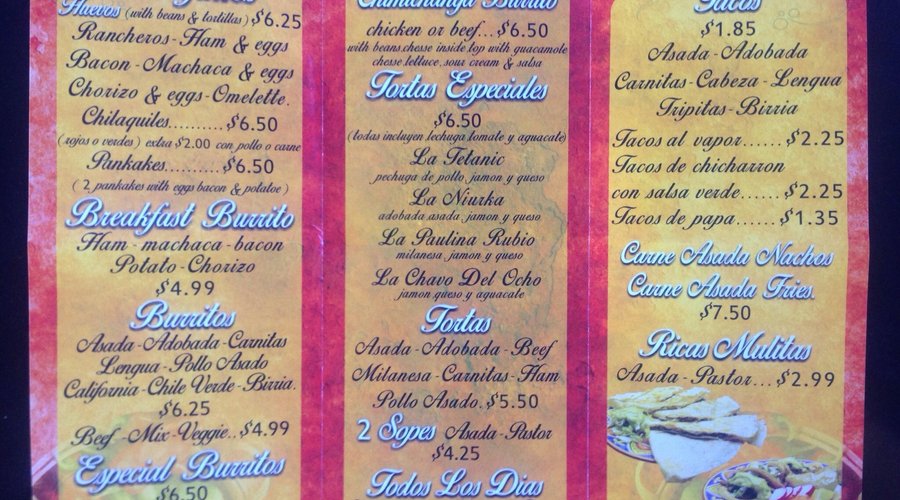 Huevos (with beans & tortillas) $6.25
Rancheros-Ham & eggs
Bacon-Machaca & eggs
Chorizo & eggs-Omelette.
Chilaquiles..........$6.50
(rojos o verdes) extra $2.00 con pollo o carne
Pankakes..........$6.50
(2 pankakes with eggs bacon & potatoe)
Breakfast Burrito
Ham-machaca-bacon
Potato-Chorizo
$4.99
Burritos
Asada-Adobada-Carnitas
Lengua-Pollo Asado
California-Chile Verde-Birria.
$6.25
Beef-Mix-Veggie..$4.99
Especial Burritos
$6.50
Chimichanga Burrito
chicken or beef...$6.50
with beans,chesse inside top with guacamole
chesse,lettuce,sour cream & salsa
Tortas Especiales
$6.50
(todas incluyen lechuga tomate y aguacate)
La Tetanic
pechuga de pollo,jamon y queso
La Niurka
adobada,asada,jamon y queso
La Paulina Rubio
milanesa,jamon y queso
La Chavo Del Ocho
jamon,queso y aguacate
Tortas
Asada-Adobada-Beef
Milanesa-Carnitas-Ham
Pollo Asado..$5.50
2 Sopes Asada-Pastor
$4.25
Todos Los Dias
Tacos
$1.85
Asada-Adobada
Carnitas-Cabeza-Lengua
Tripitas-Birria
Tacos al vapor......$2.25
Tacos de chicharron
con salsa verde.....$2.25
Tacos de papa......$1.35
Carne Asada Nachos
Carne Asada Fries.
$7.50
Ricas Mulitas
Asada-Pastor...$2.99